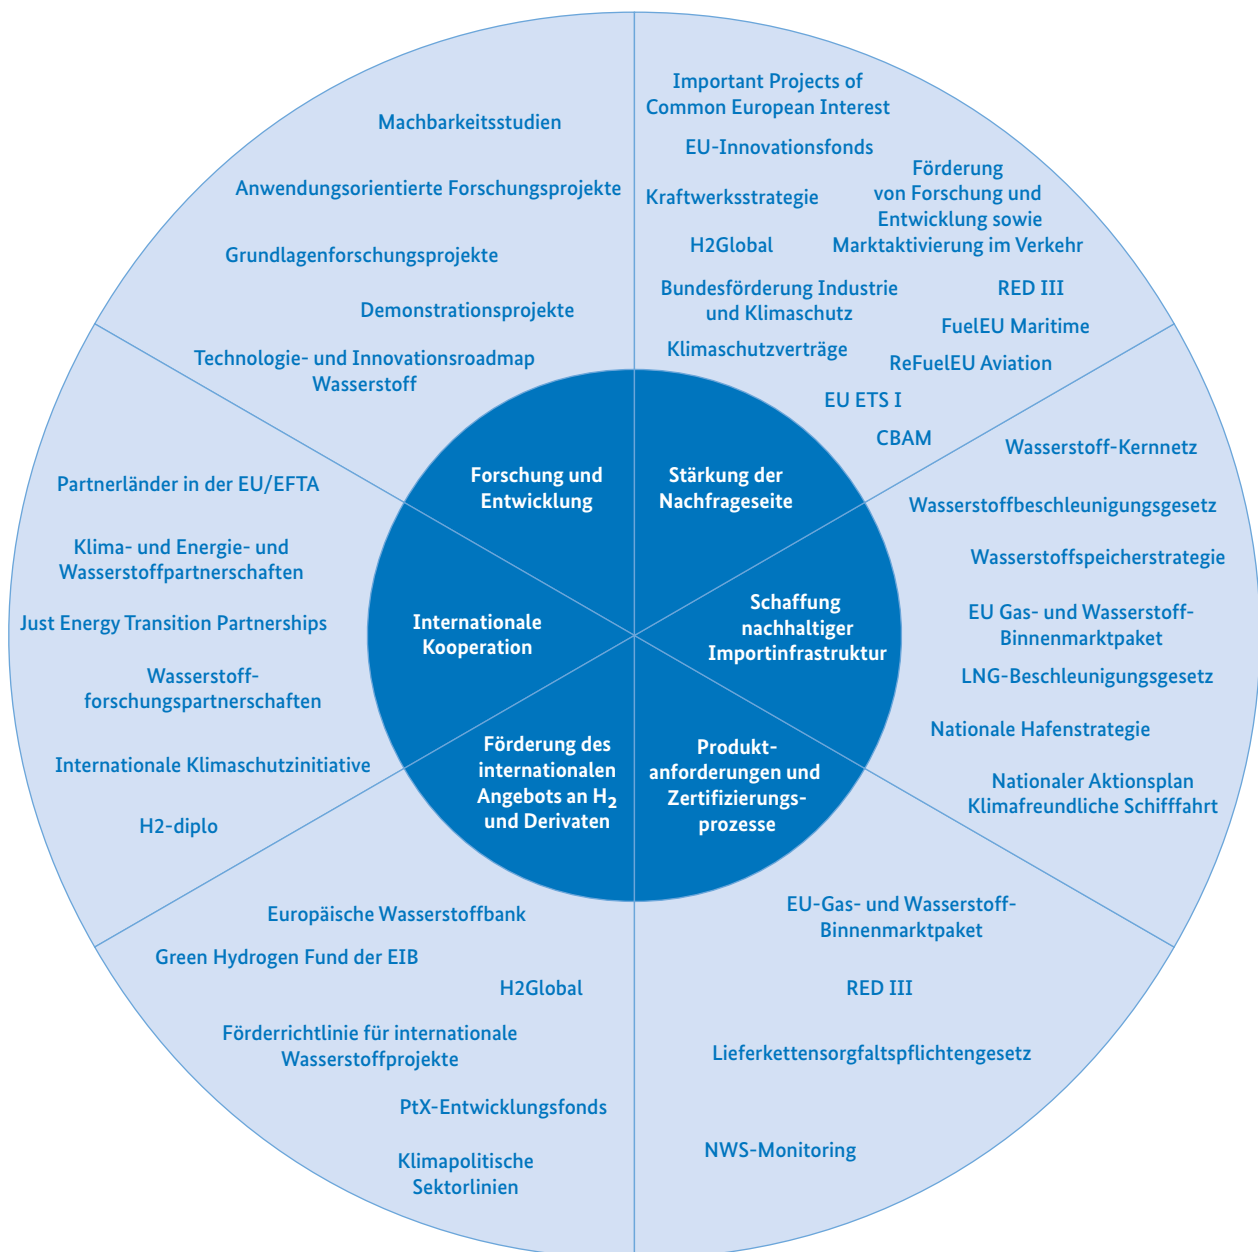 Machbarkeitsstudien
Anwendungsorientierte Forschungsprojekte
Grundlagenforschungsprojekte
Demonstrationsprojekte
Technologie- und Innovationsroadmap
Wasserstoff
Important Projects of
Common European Interest
EU-Innovationsfonds
Kraftwerksstrategie
Förderung
von Forschung und
Entwicklung sowie
Marktaktivierung im Verkehr
H2Global
Bundesförderung Industrie
und Klimaschutz
RED III
FuelEU Maritime
Klimaschutzverträge
ReFuelEU Aviation
EU ETS I
CBAM
Wasserstoff-Kernnetz
Wasserstoffbeschleunigungsgesetz
Wasserstoffspeicherstrategie
EU Gas- und Wasserstoff-
Binnenmarktpaket
LNG-Beschleunigungsgesetz
Nationale Hafenstrategie
Nationaler Aktionsplan
Klimafreundliche Schifffahrt
EU-Gas- und Wasserstoff-
Binnenmarktpaket
RED III
Lieferkettensorgfaltspflichtengesetz
NWS-Monitoring
Europäische Wasserstoffbank
Green Hydrogen Fund der EIB
H2Global
Förderrichtlinie für internationale
Wasserstoffprojekte
PtX-Entwicklungsfonds
Klimapolitische
Sektorlinien
Partnerländer in der EU/EFTA
Klima- und Energie- und
Wasserstoffpartnerschaften
Just Energy Transition Partnerships
Wasserstoff-
forschungspartnerschaften
Internationale Klimaschutzinitiative
H2-diplo
Forschung und
Entwicklung
Stärkung der
Nachfrageseite
Schaffung
nachhaltiger
Importinfrastruktur
Produkt-
anforderungen und
Zertifizierungs-
prozesse
Förderung des
internationalen
Angebots an H₂
und Derivaten
Internationale
Kooperation